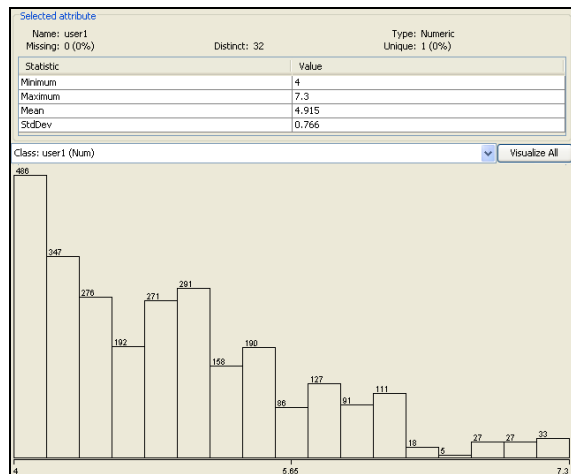 Selected attribute
Name: user1 Type: Numeric
Missing: 0 (0%) Distinct: 32 Unique: 1 (0%)
Statistic Value
Minimum 4
Maximum 7.3
Mean 4.915
StdDev 0.766
Class: user1 (Num) Visualize All
486
347
276
192
271
291
158
190
86
127
91
111
18
5
27
27
33
4 5.65 7.3